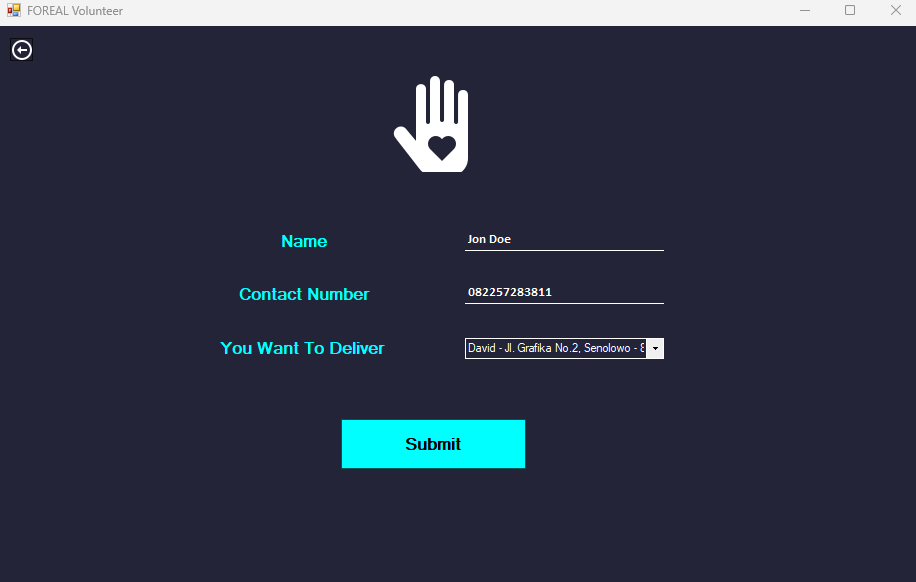 FOREAL Volunteer
Name
Jon Doe
Contact Number
082257283811
You Want To Deliver
David - Jl. Grafika No.2, Senolowo - 8
Submit